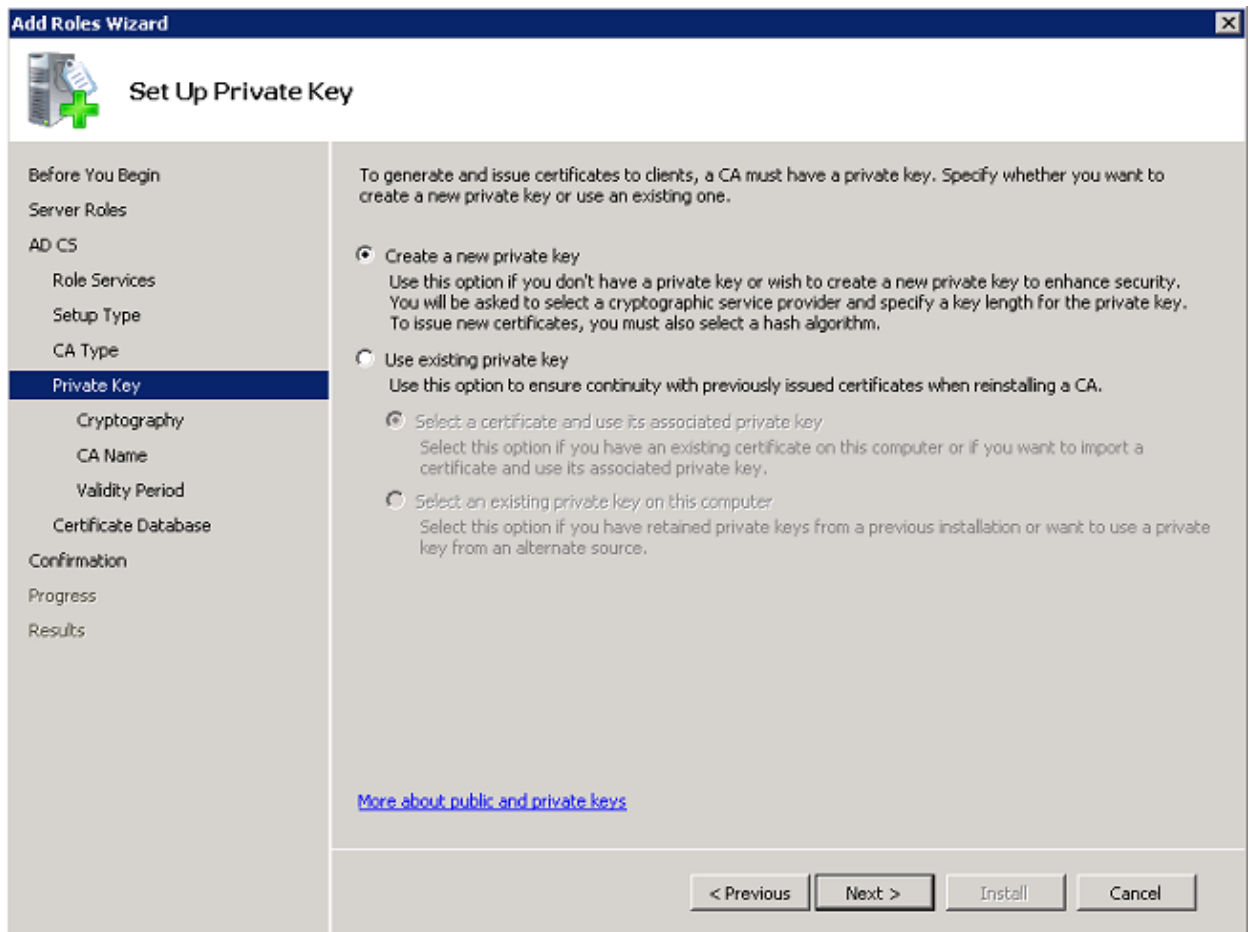 Add Roles Wizard
Set Up Private Key
Before You Begin
Server Roles
AD CS
Role Services
Setup Type
CA Type
Private Key
Cryptography
CA Name
Validity Period
Certificate Database
Confirmation
Progress
Results
To generate and issue certificates to clients, a CA must have a private key. Specify whether you want to
create a new private key or use an existing one.
Create a new private key
Use this option if you don't have a private key or wish to create a new private key to enhance security.
You will be asked to select a cryptographic service provider and specify a key length for the private key.
To issue new certificates, you must also select a hash algorithm.
Use existing private key
Use this option to ensure continuity with previously issued certificates when reinstalling a CA.
Select a certificate and use its associated private key
Select this option if you have an existing certificate on this computer or if you want to import a
certificate and use its associated private key.
Select an existing private key on this computer
Select this option if you have retained private keys from a previous installation or want to use a private
key from an alternate source.
More about public and private keys
< Previous
Next >
Install
Cancel